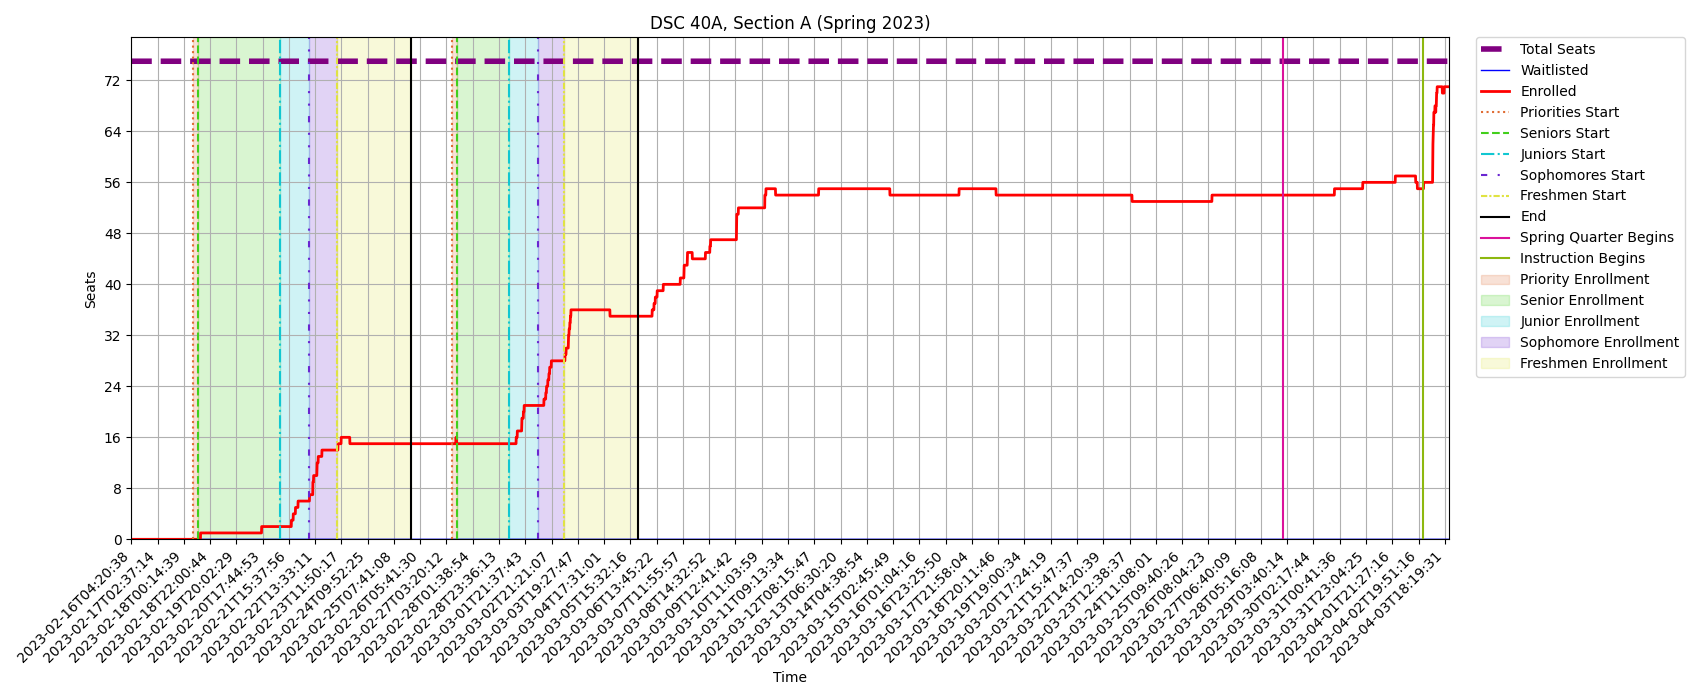 DSC 40A, Section A (Spring 2023)
Seats
72
64
56
48
40
32
24
16
8
0
2023-02-16T04:20:38
2023-02-17T02:37:14
2023-02-18T00:14:39
2023-02-18T22:00:44
2023-02-19T20:02:29
2023-02-20T17:44:53
2023-02-21T15:37:56
2023-02-22T13:33:11
2023-02-23T11:50:17
2023-02-24T09:52:25
2023-02-25T07:41:08
2023-02-26T05:41:30
2023-02-27T03:20:12
2023-02-28T01:38:54
2023-02-28T23:36:13
2023-03-01T21:37:43
2023-03-02T19:21:07
2023-03-03T19:27:47
2023-03-04T17:31:01
2023-03-05T15:32:16
2023-03-06T13:45:22
2023-03-07T11:55:57
2023-03-08T14:32:52
2023-03-09T12:41:42
2023-03-10T11:03:59
2023-03-11T09:13:34
2023-03-12T08:15:47
2023-03-13T06:30:20
2023-03-14T04:38:54
2023-03-15T02:45:49
2023-03-16T01:04:16
2023-03-16T23:25:50
2023-03-17T21:58:04
2023-03-18T20:11:46
2023-03-19T19:00:34
2023-03-20T17:24:19
2023-03-21T15:47:37
2023-03-22T14:20:39
2023-03-23T12:38:37
2023-03-24T11:08:01
2023-03-25T09:40:26
2023-03-26T08:04:23
2023-03-27T06:40:09
2023-03-28T05:16:08
2023-03-29T03:40:14
2023-03-30T02:17:44
2023-03-31T00:41:36
2023-03-31T23:04:25
2023-04-01T21:27:16
2023-04-02T19:51:16
2023-04-03T18:19:31
Time
Total Seats
Waitlisted
Enrolled
Priorities Start
Seniors Start
Juniors Start
Sophomores Start
Freshmen Start
End
Spring Quarter Begins
Instruction Begins
Priority Enrollment
Senior Enrollment
Junior Enrollment
Sophomore Enrollment
Freshmen Enrollment